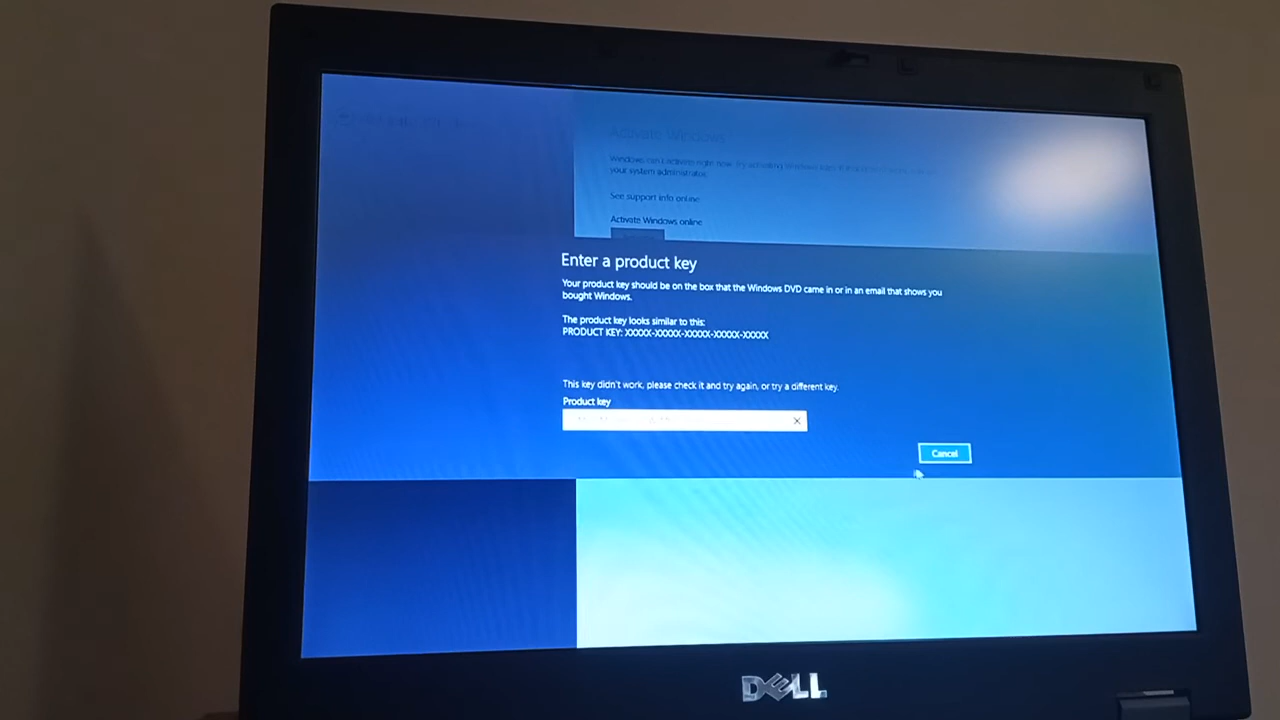 Activate Windows
your system administrator.
See support info online
Activate Windows online
Enter a product key
Your product key should be on the box that the Windows DVD came in or in an email that shows you
bought Windows.
The product key looks similar to this:
PRODUCT KEY: XXXXX-XXXXX-XXXXX-XXXXX-XXXXX
This key didn't work, please check it and try again, or try a different key.
Product key
Cancel
DELL